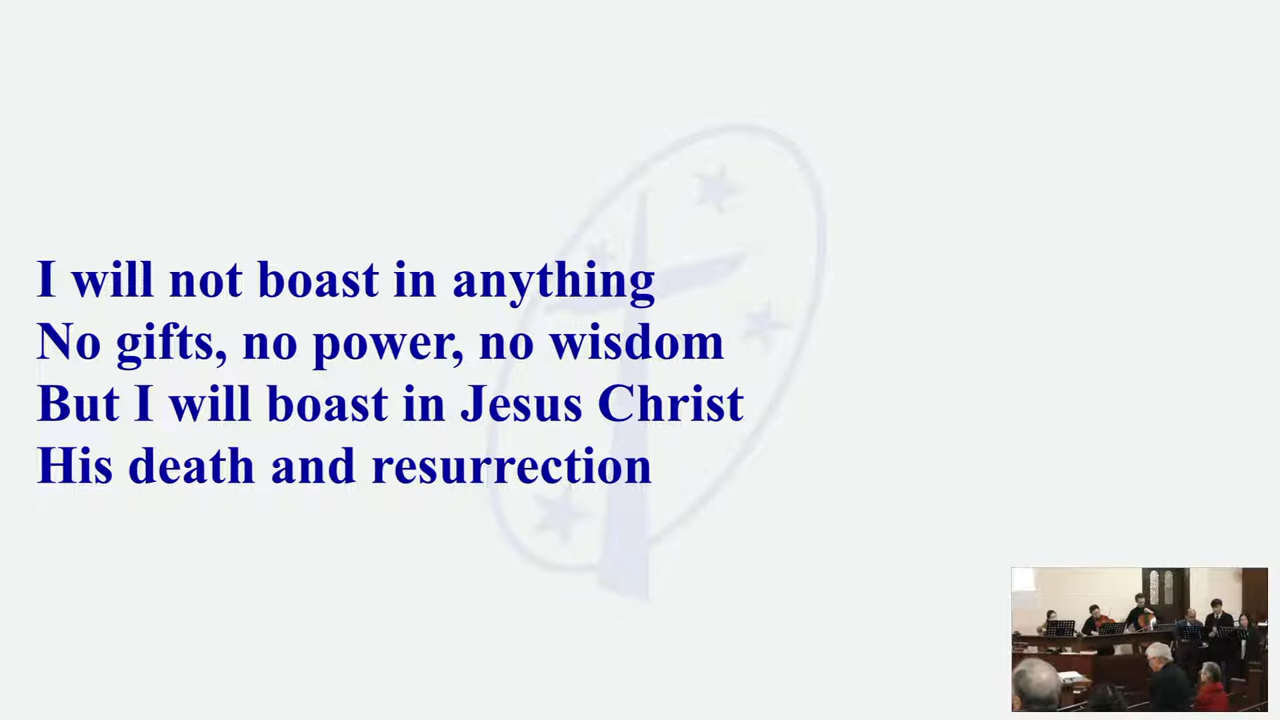 I will not boast in anything
No gifts, no power, no wisdom
But I will boast in Jesus Christ
His death and resurrection